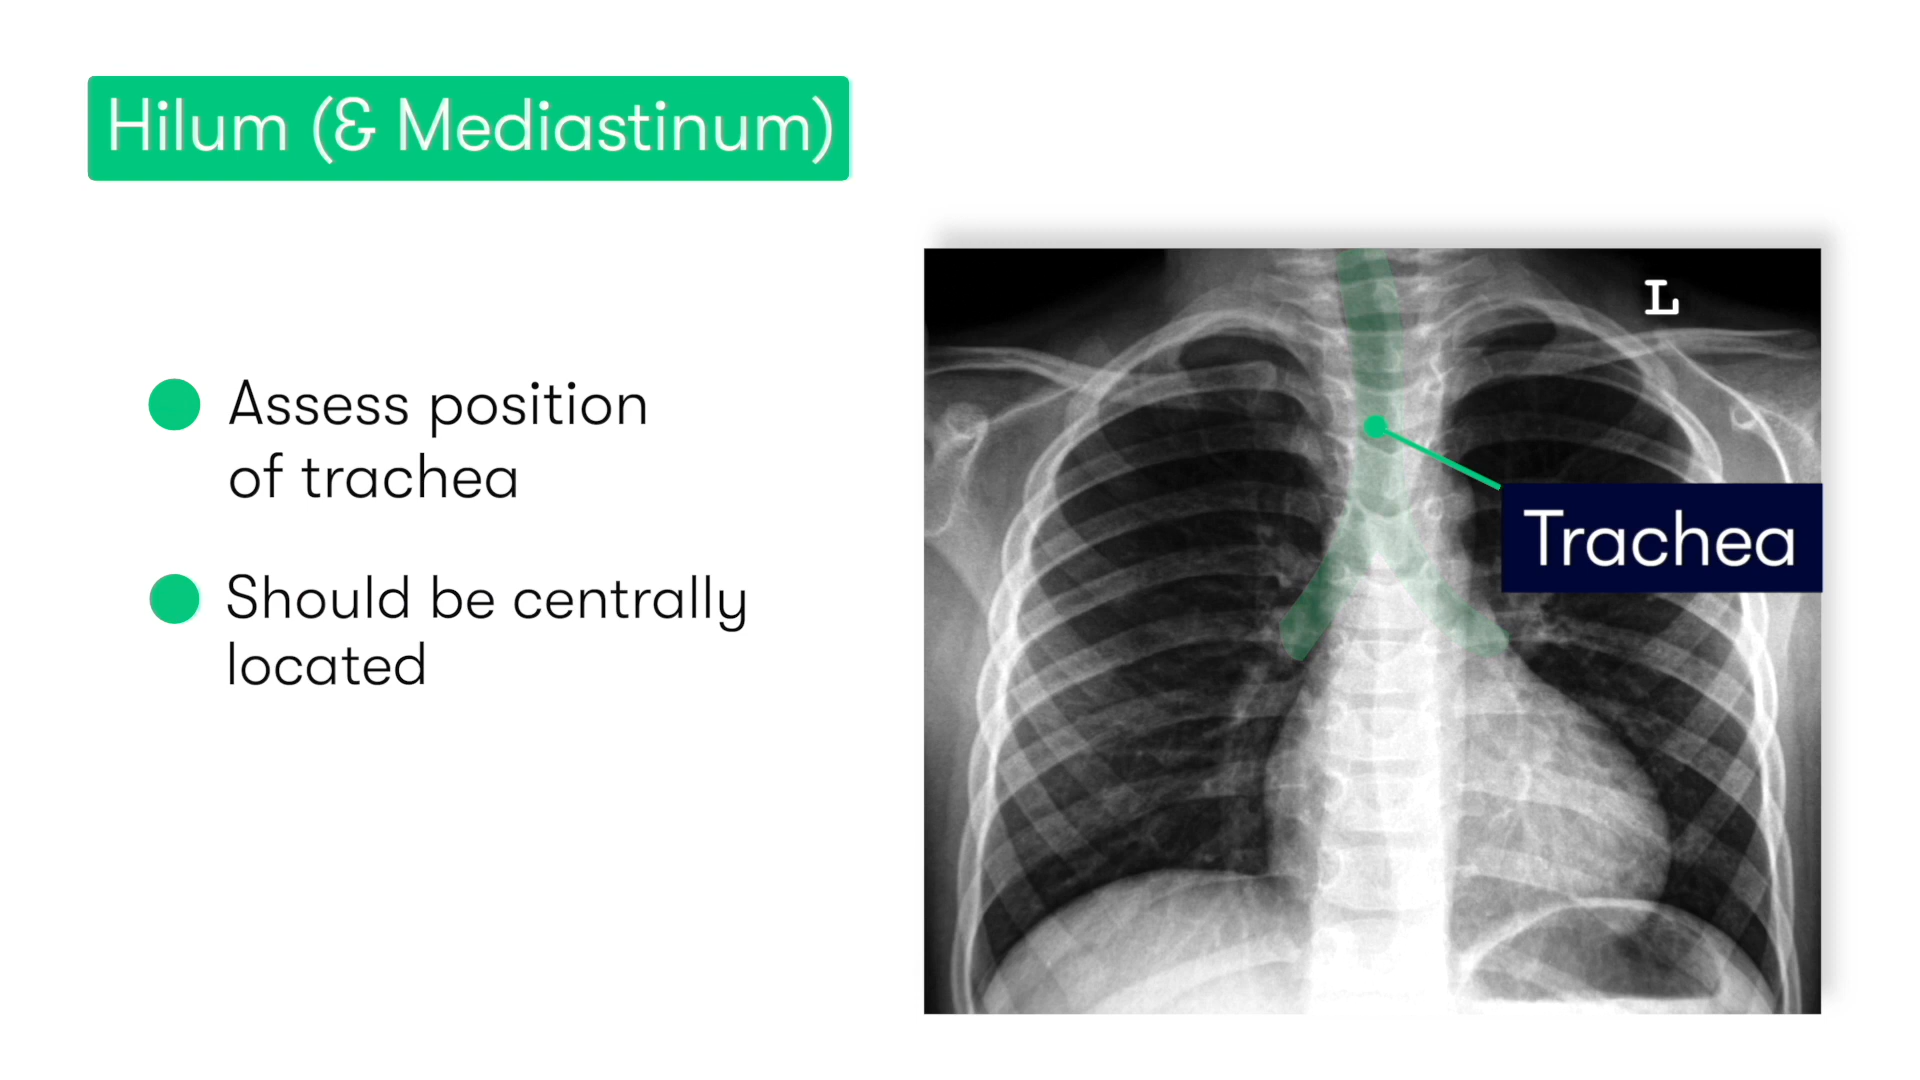 Hilum (& Mediastinum)
Assess position
of trachea
Should be centrally
located
L
Trachea